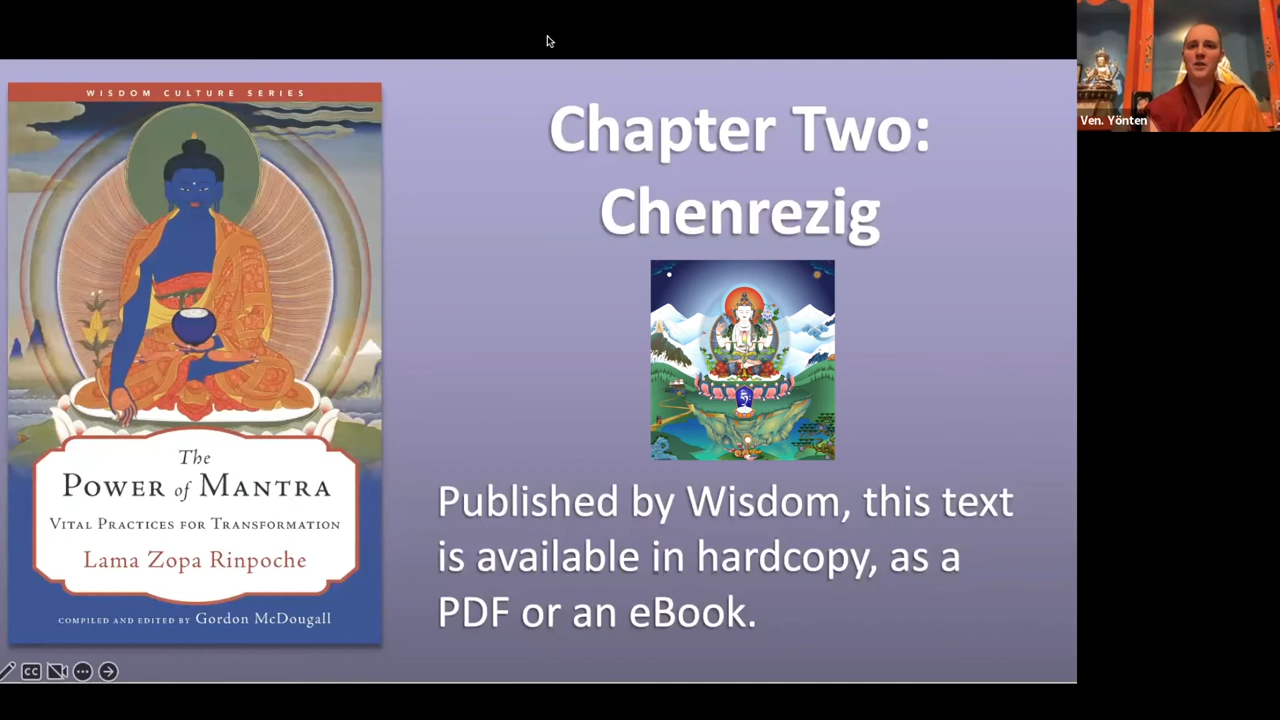 WISDOM CULTURE SERIES
The
POWER of MANTRA
VITAL PRACTICES FOR TRANSFORMATION
Lama Zopa Rinpoche
COMPILED AND EDITED BY Gordon McDougall
Chapter Two:
Chenrezig
Published by Wisdom, this text
is available in hardcopy, as a
PDF or an eBook.
CC
Ven. Yönten